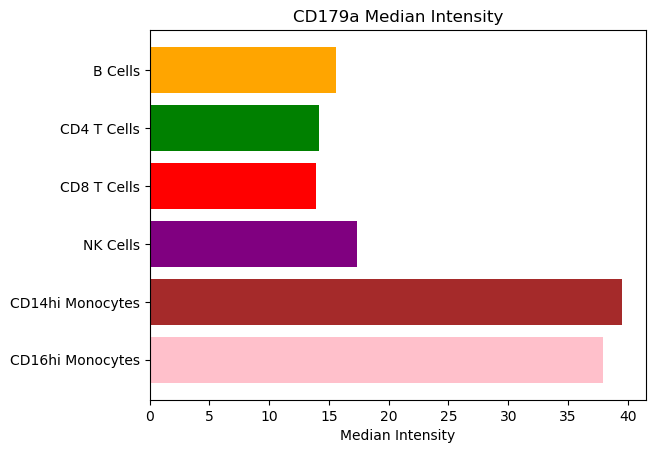 CD179a Median Intensity
B Cells
CD4 T Cells
CD8 T Cells
NK Cells
CD14hi Monocytes
CD16hi Monocytes
0 5 10 15 20 25 30 35 40
Median Intensity